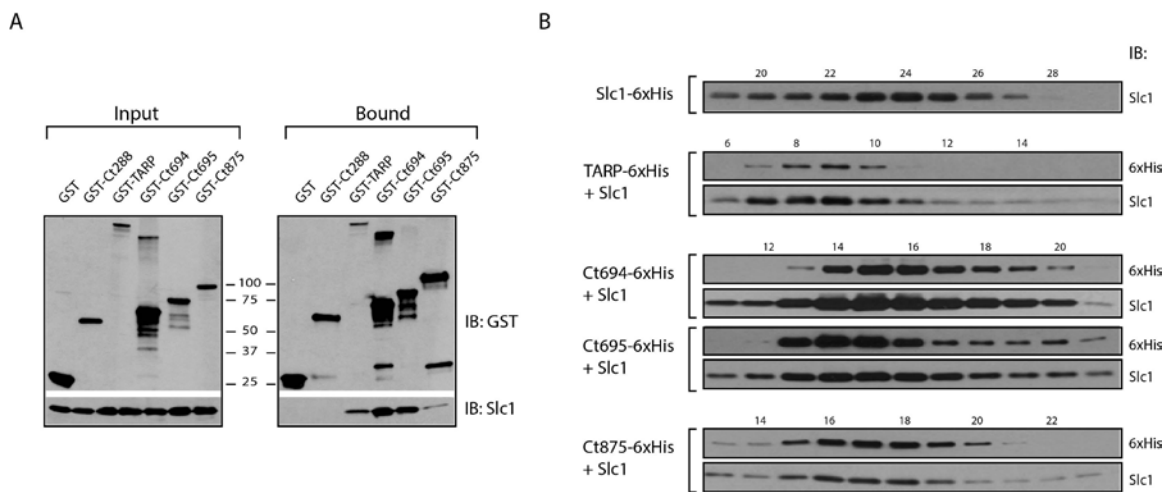 A
Input
Bound
GST
GST-Ct288
GST-TARP
GST-Ct694
GST-Ct695
GST-Ct875
GST
GST-Ct288
GST-TARP
GST-Ct694
GST-Ct695
GST-Ct875
100
75
50
37
25
IB: GST
IB: Slc1
B
IB:
20 22 24 26 28
Slc1-6xHis
Slc1
6 8 10 12 14
TARP-6xHis
+ Slc1
6xHis
Slc1
12 14 16 18 20
Ct694-6xHis
+ Slc1
6xHis
Slc1
Ct695-6xHis
+ Slc1
6xHis
Slc1
14 16 18 20 22
Ct875-6xHis
+ Slc1
6xHis
Slc1